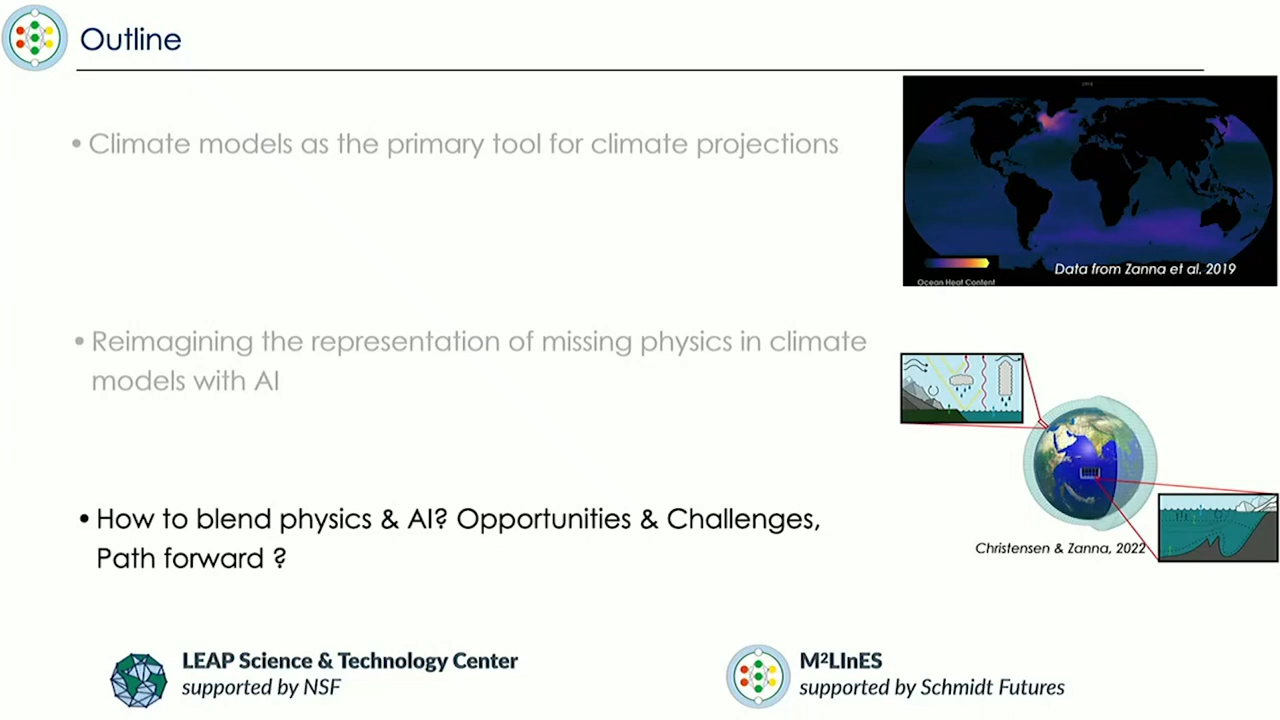 Outline
• Climate models as the primary tool for climate projections
Data from Zanna et al. 2019
Ocean Heat Content
• Reimagining the representation of missing physics in climate
models with AI
• How to blend physics & AI? Opportunities & Challenges,
Path forward ?
Christensen & Zanna, 2022
LEAP Science & Technology Center
supported by NSF
M²LInES
supported by Schmidt Futures